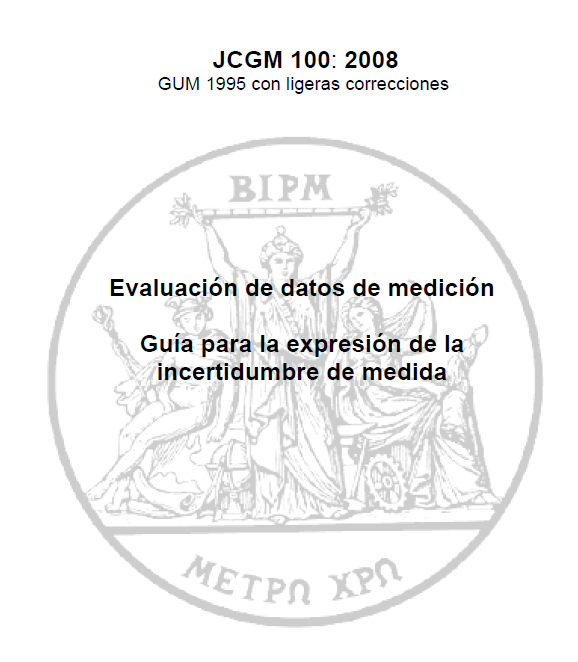 JCGM 100: 2008
GUM 1995 con ligeras correcciones
BIPM
Evaluación de datos de medición
Guía para la expresión de la
incertidumbre de medida
ΜΕΤΡΩ ΧΡΩ